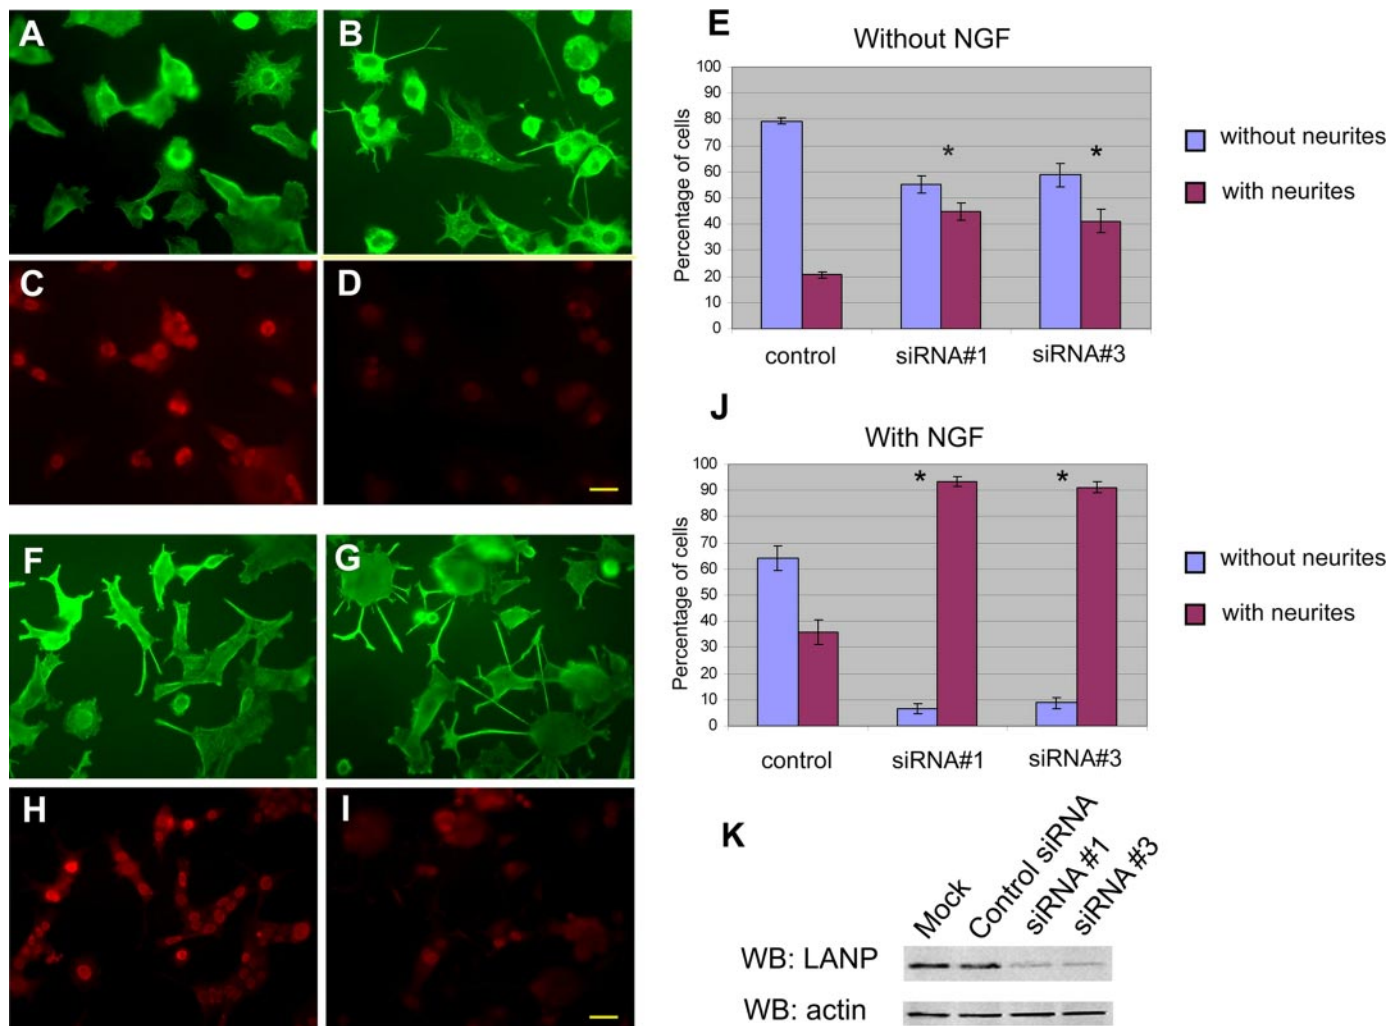 A
B
C
D
E
Without NGF
100
90
80
70
60
50
40
30
20
10
0
Percentage of cells
*
*
control
siRNA#1
siRNA#3
without neurites
with neurites
F
G
H
I
J
With NGF
100
90
80
70
60
50
40
30
20
10
0
Percentage of cells
*
*
control
siRNA#1
siRNA#3
without neurites
with neurites
K
Mock
Control siRNA
siRNA #1
siRNA #3
WB: LANP
WB: actin